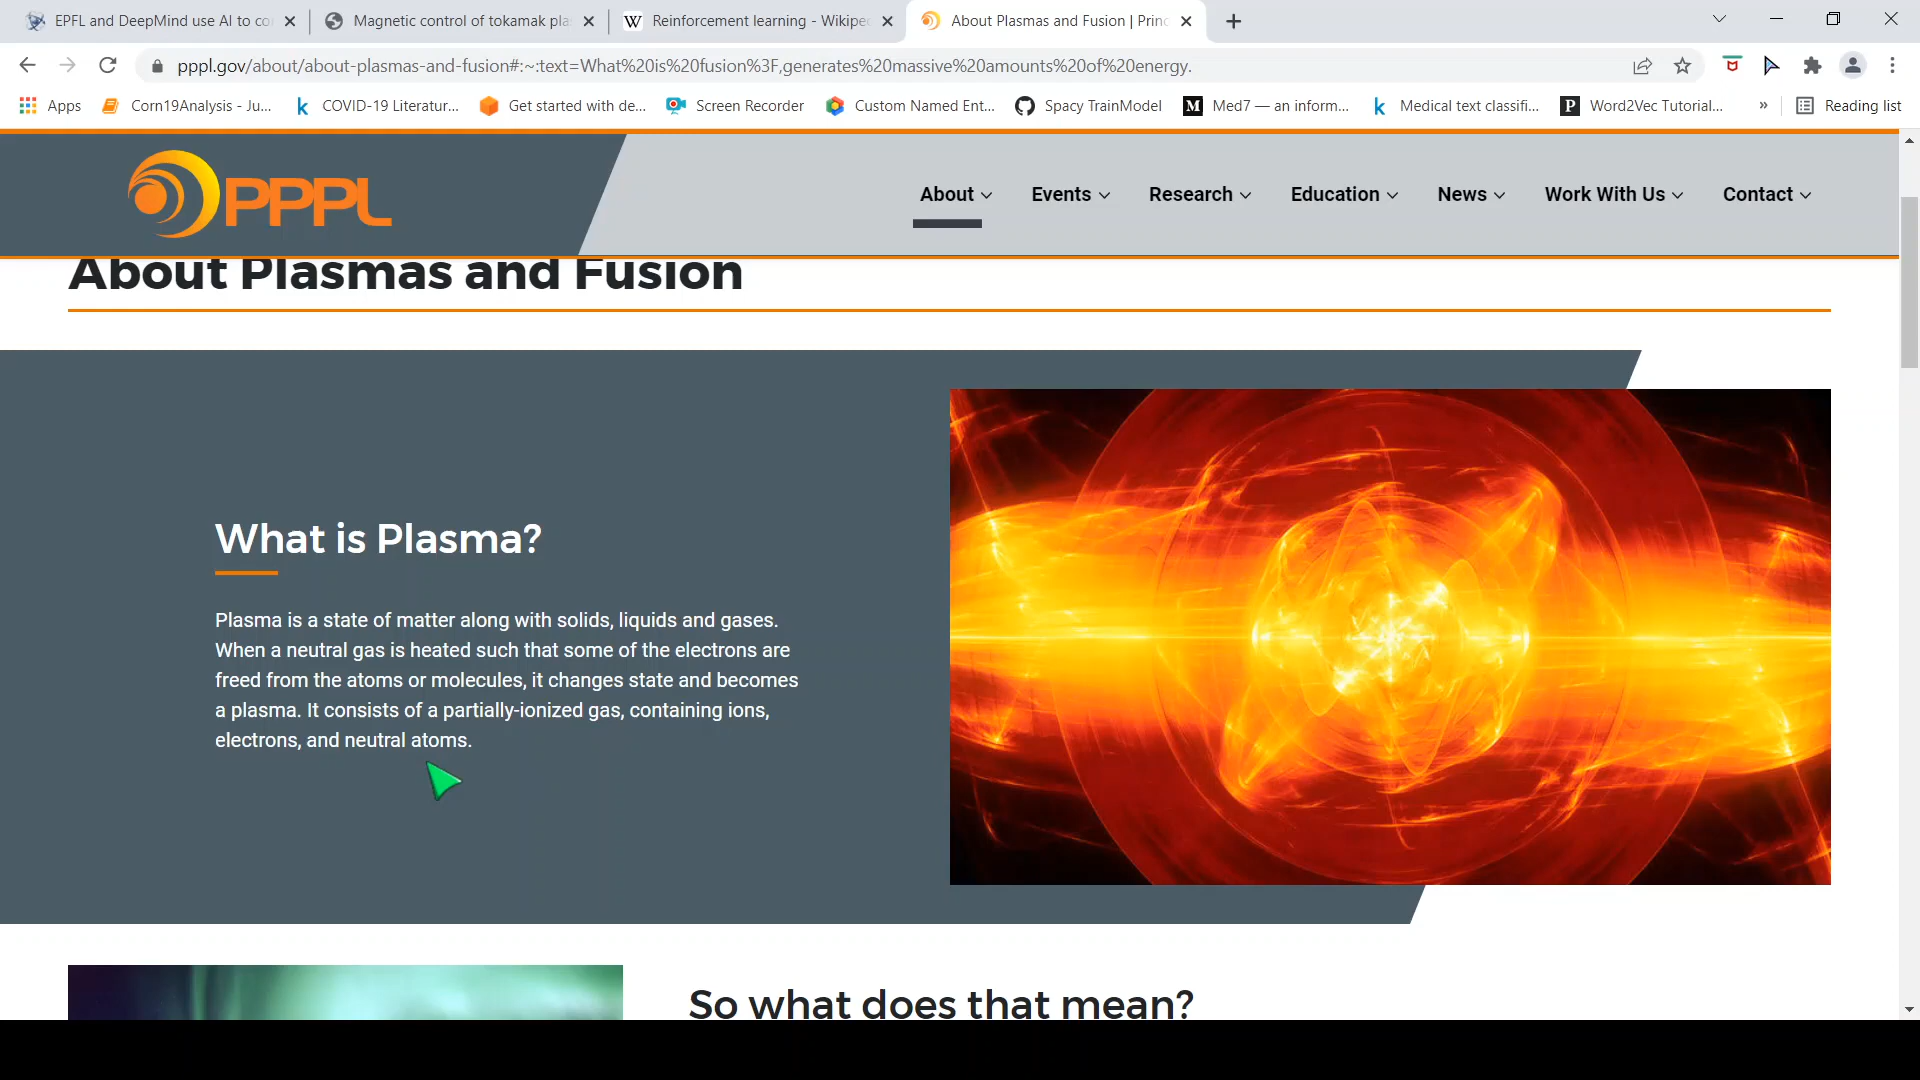 EPFL and DeepMind use AI to co
Magnetic control of tokamak pla
Reinforcement learning - Wikipe
About Plasmas and Fusion | Prin
pppl.gov/about/about-plasmas-and-fusion#:~:text=What%20is%20fusion%3F,generates%20massive%20amounts%20of%20energy.
Apps
Corn19Analysis - Ju...
COVID-19 Literatur...
Get started with de...
Screen Recorder
Custom Named Ent...
Spacy TrainModel
Med7 — an inform...
Medical text classifi...
Word2Vec Tutorial...
»
Reading list
PPPL
About
Events
Research
Education
News
Work With Us
Contact
About Plasmas and Fusion
What is Plasma?
Plasma is a state of matter along with solids, liquids and gases.
When a neutral gas is heated such that some of the electrons are
freed from the atoms or molecules, it changes state and becomes
a plasma. It consists of a partially-ionized gas, containing ions,
electrons, and neutral atoms.
So what does that mean?